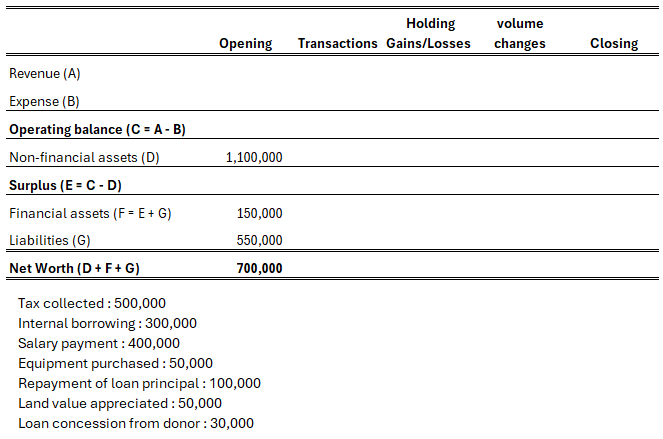 Holding volume
Opening Transactions Gains/Losses changes Closing
Revenue (A)
Expense (B)
Operating balance (C = A - B)
Non-financial assets (D) 1,100,000
Surplus (E = C - D)
Financial assets (F = E + G) 150,000
Liabilities (G) 550,000
Net Worth (D + F + G) 700,000
Tax collected : 500,000
Internal borrowing : 300,000
Salary payment : 400,000
Equipment purchased : 50,000
Repayment of loan principal : 100,000
Land value appreciated : 50,000
Loan concession from donor : 30,000